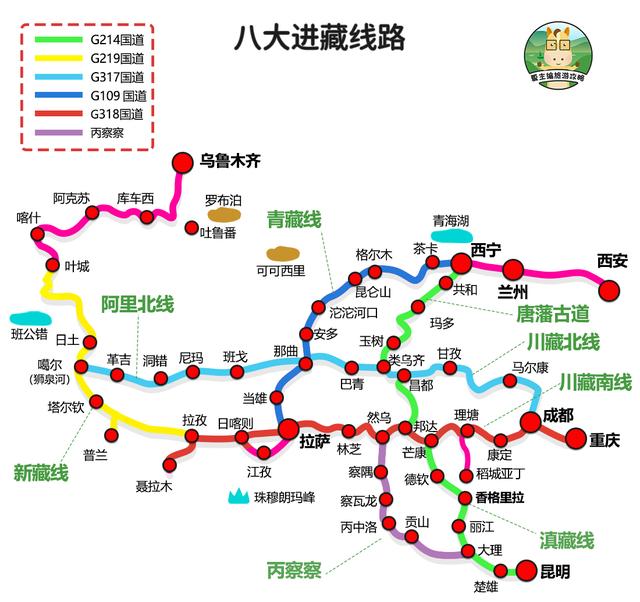 八大进藏线路
G214国道
G219国道
G317国道
G109 国道
G318国道
丙察察
爱主编旅游攻略
乌鲁木齐
阿克苏
库车西
罗布泊
喀什
吐鲁番
叶城
青藏线
青海湖
茶卡
西宁
西安
格尔木
可可西里
昆仑山
共和
兰州
阿里北线
沱沱河口
玛多
唐藩古道
班公错
日土
安多
玉树
川藏北线
噶尔
(狮泉河)
革吉
洞错
尼玛
班戈
那曲
巴青
类乌齐
昌都
甘孜
马尔康
川藏南线
塔尔钦
当雄
拉孜
日喀则
拉萨
然乌
邦达
理塘
成都
重庆
普兰
林芝
芒康
康定
新藏线
聂拉木
江孜
察隅
德钦
稻城亚丁
珠穆朗玛峰
察瓦龙
香格里拉
丙中洛
贡山
丽江
滇藏线
大理
丙察察
楚雄
昆明